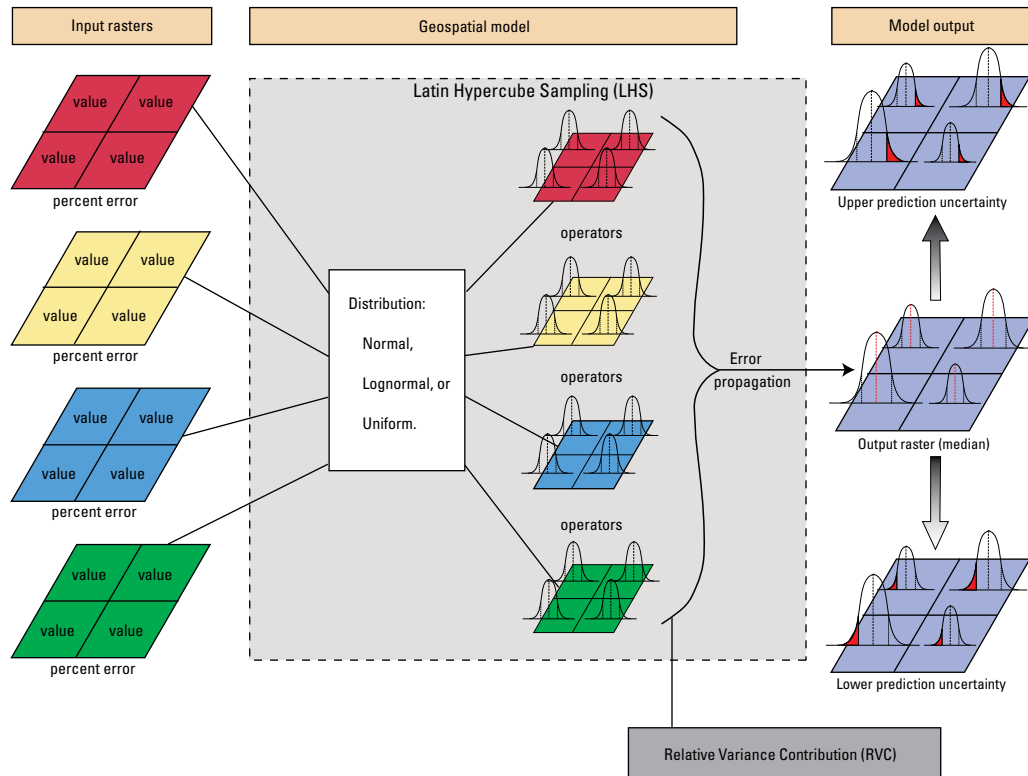 Input rasters
Geospatial model
Model output
value value
value value
percent error
value value
value value
percent error
value value
value value
percent error
value value
value value
percent error
Latin Hypercube Sampling (LHS)
Distribution:
Normal,
Lognormal, or
Uniform.
operators
operators
operators
Error
propagation
Upper prediction uncertainty
Output raster (median)
Lower prediction uncertainty
Relative Variance Contribution (RVC)